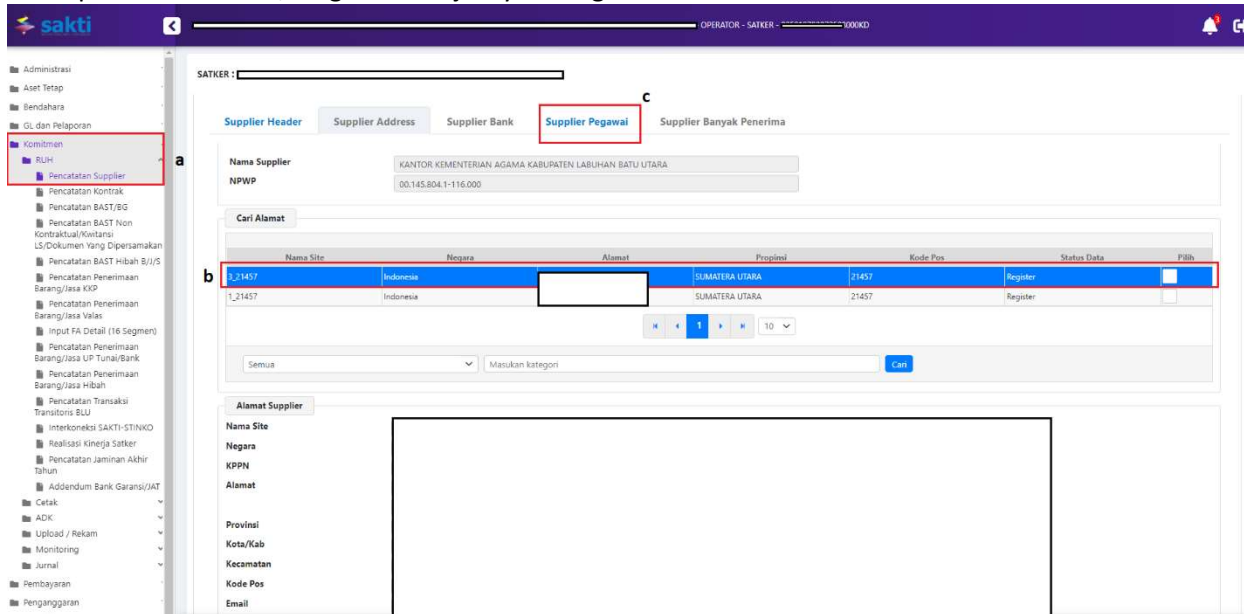 sakti
OPERATOR - SATKER -
000KD
3
Administrasi
Aset Tetap
Bendahara
GL dan Pelaporan
Komitmen
RUH
a
Pencatatan Supplier
Pencatatan Kontrak
Pencatatan BAST/BG
Pencatatan BAST Non
Kontraktual/Kwitansi
LS/Dokumen Yang Dipersamakan
Pencatatan BAST Hibah B/J/S
Pencatatan Penerimaan
Barang/Jasa KKP
Pencatatan Penerimaan
Barang/Jasa Valas
Input FA Detail (16 Segmen)
Pencatatan Penerimaan
Barang/Jasa UP Tunai/Bank
Pencatatan Penerimaan
Barang/Jasa Hibah
Pencatatan Transaksi
Transitoris BLU
Interkoneksi SAKTI-STINKO
Realisasi Kinerja Satker
Pencatatan Jaminan Akhir
Tahun
Addendum Bank Garansi/JAT
Cetak
ADK
Upload / Rekam
Monitoring
Jurnal
Pembayaran
Penganggaran
SATKER :
c
Supplier Header Supplier Address Supplier Bank Supplier Pegawai Supplier Banyak Penerima
Nama Supplier KANTOR KEMENTERIAN AGAMA KABUPATEN LABUHAN BATU UTARA
NPWP 00.145.804.1-116.000
Cari Alamat
Nama Site Negara Alamat Propinsi Kode Pos Status Data Pilih
b 3_21457 Indonesia SUMATERA UTARA 21457 Register
1_21457 Indonesia SUMATERA UTARA 21457 Register
1 10
Semua Masukan kategori Cari
Alamat Supplier
Nama Site
Negara
KPPN
Alamat
Provinsi
Kota/Kab
Kecamatan
Kode Pos
Email